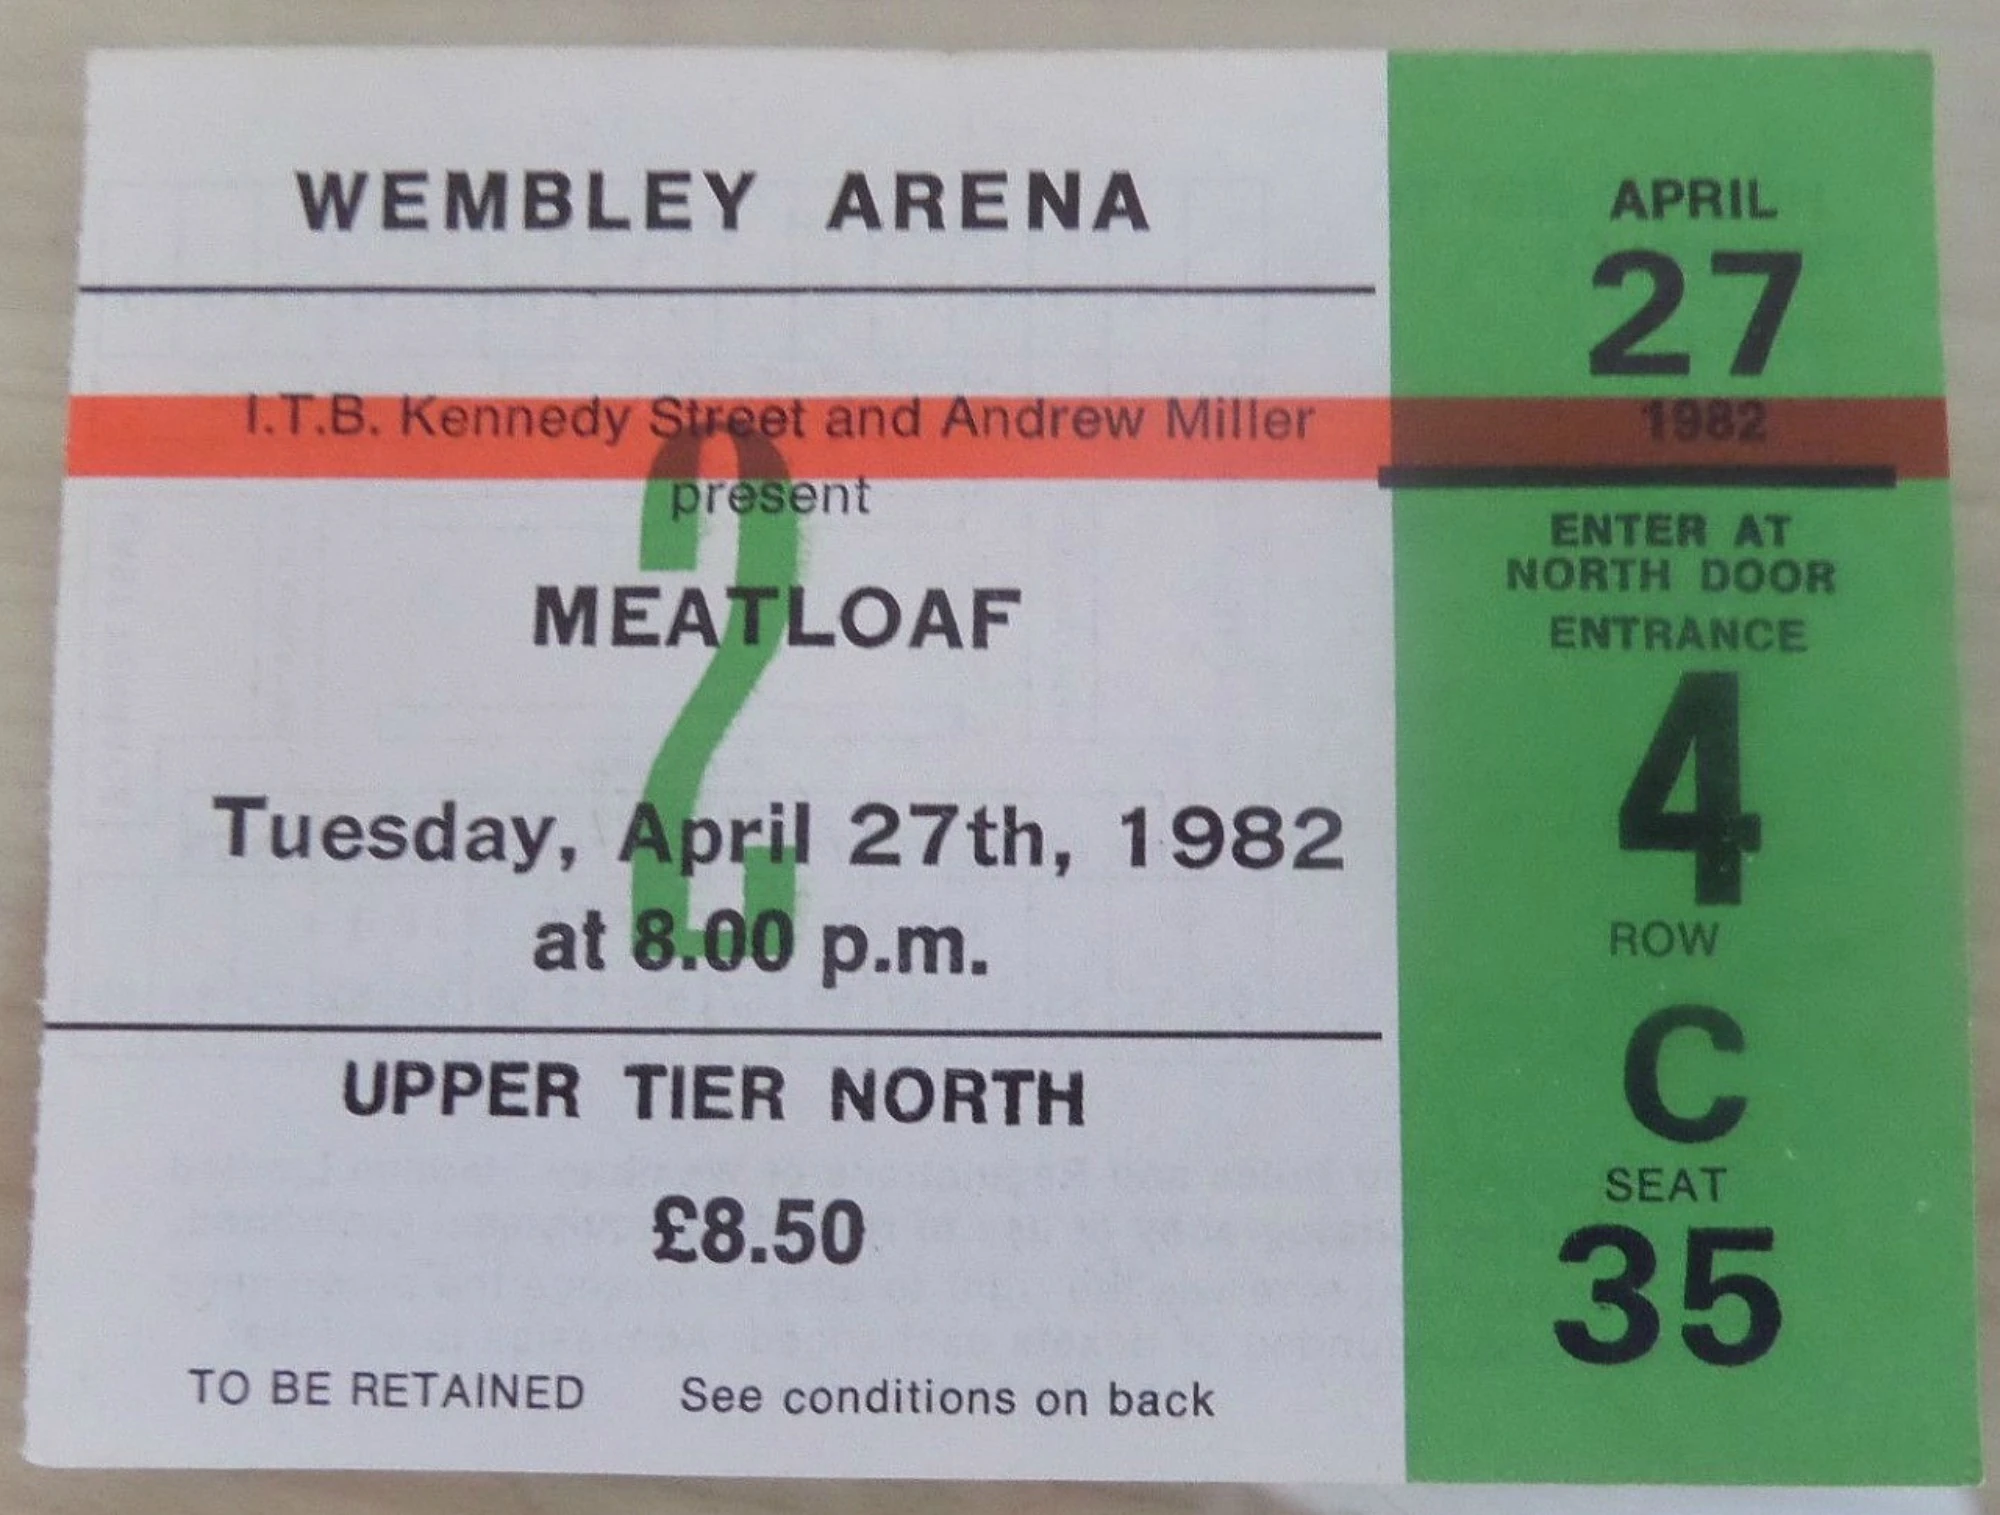 WEMBLEY ARENA
I.T.B. Kennedy Street and Andrew Miller
present
2
MEATLOAF
Tuesday, April 27th, 1982
at 8.00 p.m.
UPPER TIER NORTH
£8.50
TO BE RETAINED See conditions on back
APRIL
27
1982
ENTER AT
NORTH DOOR
ENTRANCE
4
ROW
C
SEAT
35